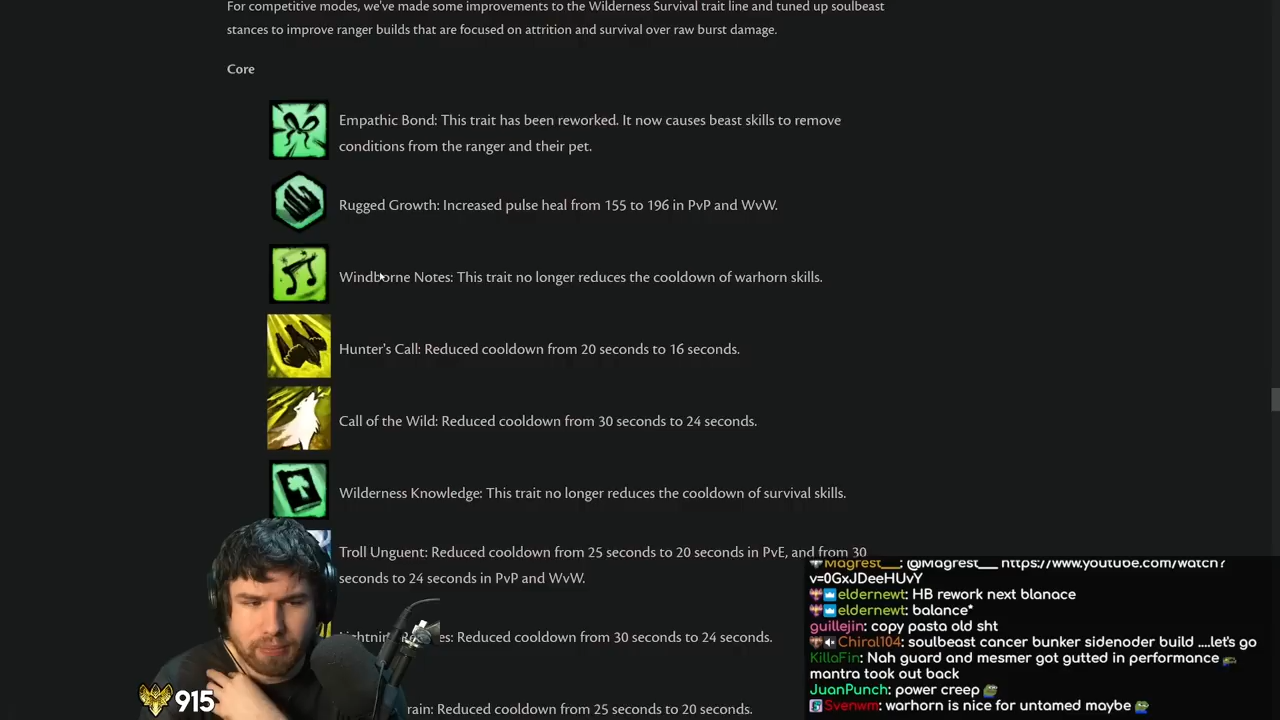 For competitive modes, we've made some improvements to the Wilderness Survival trait line and tuned up soulbeast
stances to improve ranger builds that are focused on attrition and survival over raw burst damage.
Core
Empathic Bond: This trait has been reworked. It now causes beast skills to remove
conditions from the ranger and their pet.
Rugged Growth: Increased pulse heal from 155 to 196 in PvP and WvW.
Windborne Notes: This trait no longer reduces the cooldown of warhorn skills.
Hunter's Call: Reduced cooldown from 20 seconds to 16 seconds.
Call of the Wild: Reduced cooldown from 30 seconds to 24 seconds.
Wilderness Knowledge: This trait no longer reduces the cooldown of survival skills.
Troll Unguent: Reduced cooldown from 25 seconds to 20 seconds in PvE, and from 30
seconds to 24 seconds in PvP and WvW.
Reduced cooldown from 30 seconds to 24 seconds.
Reduced cooldown from 25 seconds to 20 seconds.
915
Magrest___: @Magrest___ https://www.youtube.com/watch?
v=0GxJDeeHUvY
eldernewt: HB rework next blanace
eldernewt: balance*
guillejin: copy pasta old sht
Chiral104: soulbeast cancer bunker sidenoder build ....let's go
KillaFin: Nah guard and mesmer got gutted in performance
mantra took out back
JuanPunch: power creep
Svenwm: warhorn is nice for untamed maybe